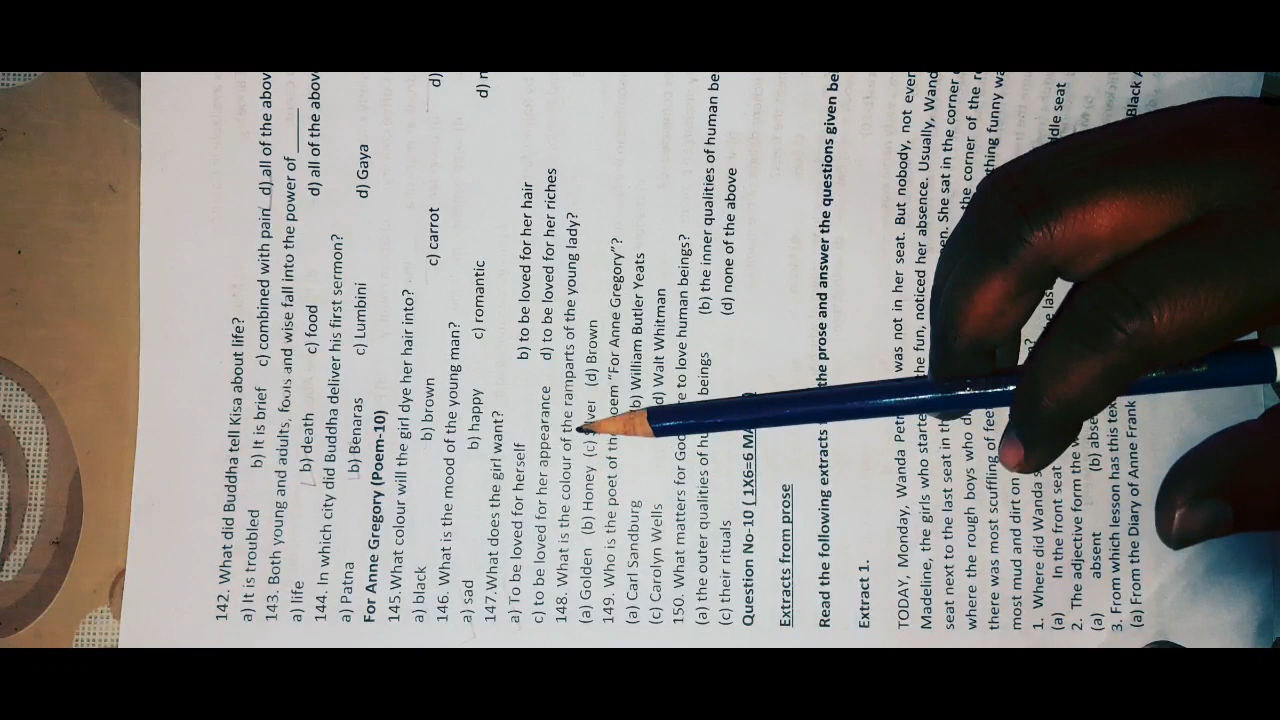 142. What did Buddha tell Kisa about life?
a) It is troubled b) It is brief c) combined with pain d) all of the abov
143. Both young and adults, fools and wise fall into the power of ______
a) life b) death c) food d) all of the above
144. In which city did Buddha deliver his first sermon?
a) Patna b) Benaras c) Lumbini d) Gaya
For Anne Gregory (Poem-10)
145.What colour will the girl dye her hair into?
a) black b) brown c) carrot d)
146. What is the mood of the young man?
a) sad b) happy c) romantic d) n
147.What does the girl want?
a) To be loved for herself b) to be loved for her hair
c) to be loved for her appearance d) to be loved for her riches
148. What is the colour of the ramparts of the young lady?
(a) Golden (b) Honey (c) ver (d) Brown
149. Who is the poet of the oem "For Anne Gregory"?
(a) Carl Sandburg b) William Butler Yeats
(c) Carolyn Wells d) Walt Whitman
150. What matters for God re to love human beings?
(a) the outer qualities of hu beings (b) the inner qualities of human be
(c) their rituals (d) none of the above
Question No-10 ( 1X6=6 MA
Extracts from prose
Read the following extracts the prose and answer the questions given be
Extract 1.
TODAY, Monday, Wanda Petr was not in her seat. But nobody, not even
Madeline, the girls who starte he fun, noticed her absence. Usually, Wand
seat next to the last seat in th en. She sat in the corner
where the rough boys who d the corner of the r
there was most scuffling of fee thing funny wa
most mud and dirt on
1. Where did Wanda s
(a) In the front seat he las ddle seat
2. The adjective form the w
(a) absent (b) abse
3. From which lesson has this tex
(a) From the Diary of Anne Frank Black